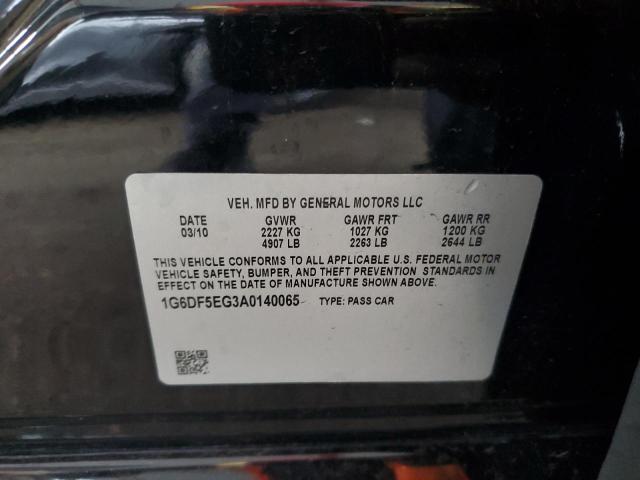 VEH. MFD BY GENERAL MOTORS LLC
DATE GVWR GAWR FRT GAWR RR
03/10 2227 KG 1027 KG 1200 KG
4907 LB 2263 LB 2644 LB
THIS VEHICLE CONFORMS TO ALL APPLICABLE U.S. FEDERAL MOTOR
VEHICLE SAFETY, BUMPER, AND THEFT PREVENTION STANDARDS IN
EFFECT ON THE DATE OF MANUFACTURE SHOWN ABOVE.
1G6DF5EG3A0140065 TYPE: PASS CAR